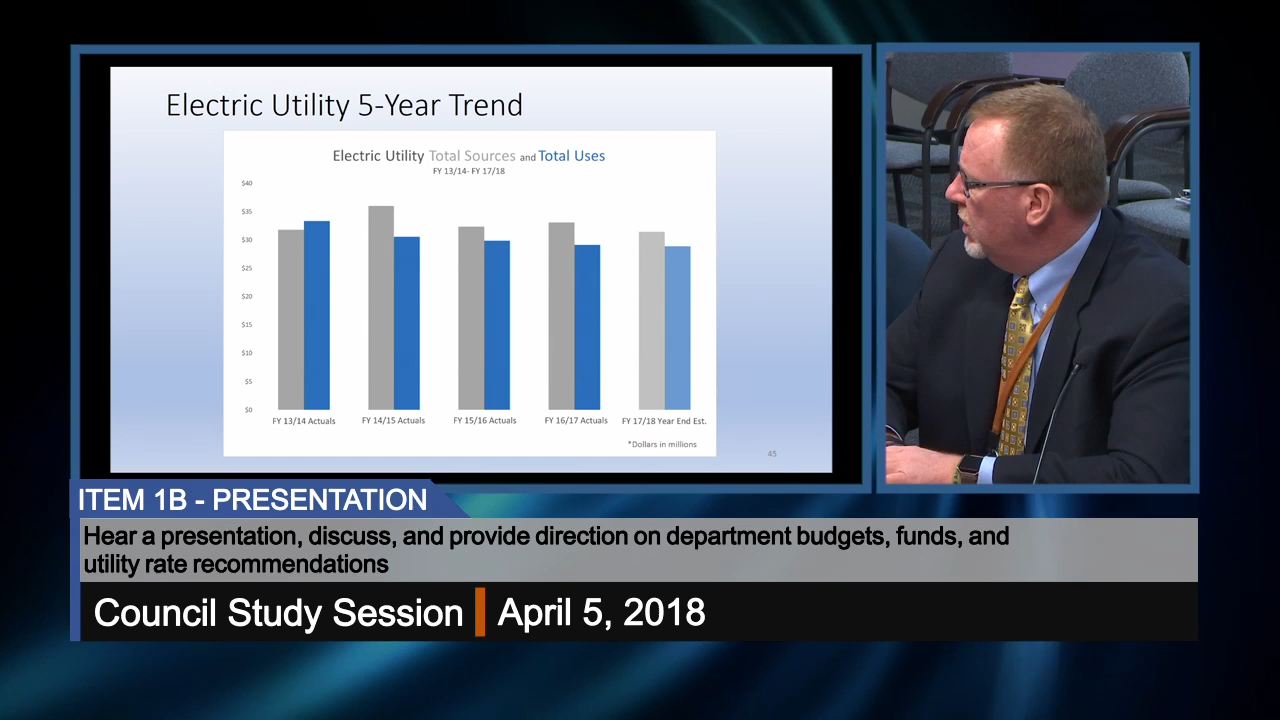 Electric Utility 5-Year Trend
Electric Utility Total Sources and Total Uses
FY 13/14- FY 17/18
$40
$35
$30
$25
$20
$15
$10
$5
$0
FY 13/14 Actuals
FY 14/15 Actuals
FY 15/16 Actuals
FY 16/17 Actuals
FY 17/18 Year End Est.
*Dollars in millions
45
ITEM 1B - PRESENTATION
Hear a presentation, discuss, and provide direction on department budgets, funds, and
utility rate recommendations
Council Study Session
April 5, 2018